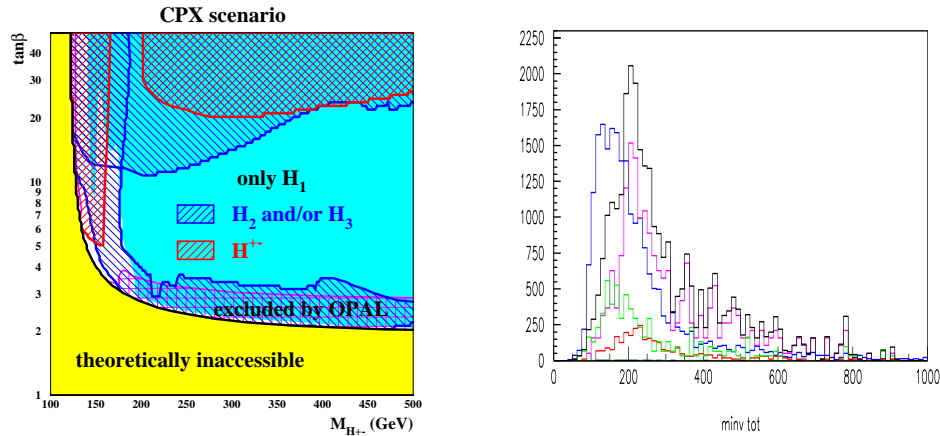 CPX scenario
tanβ
40
30
20
10
9
8
7
6
5
4
3
2
1
only H1
H2 and/or H3
H+-
excluded by OPAL
theoretically inaccessible
100 150 200 250 300 350 400 450 500
MH+- (GeV)
2250
2000
1750
1500
1250
1000
750
500
250
0
0 200 400 600 800 1000
minv tot